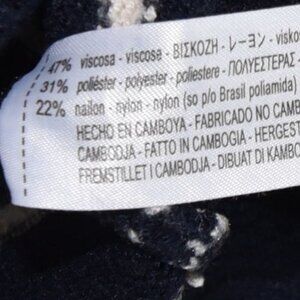 47% viscosa - viscose - ΒΙΣΚΟΖΗ - レーヨン - visko
31% poliéster - polyester - poliestere - ΠΟΛΥΕΣΤΕΡΑΣ
22% nailon - nylon - nylon (so p/o Brasil poliamida)
HECHO EN CAMBOYA - FABRICADO NO CAMB
CAMBODJA - FATTO IN CAMBOGIA - HERGEST
FREMSTILLET I CAMBODJA - DIBUAT DI KAMBO